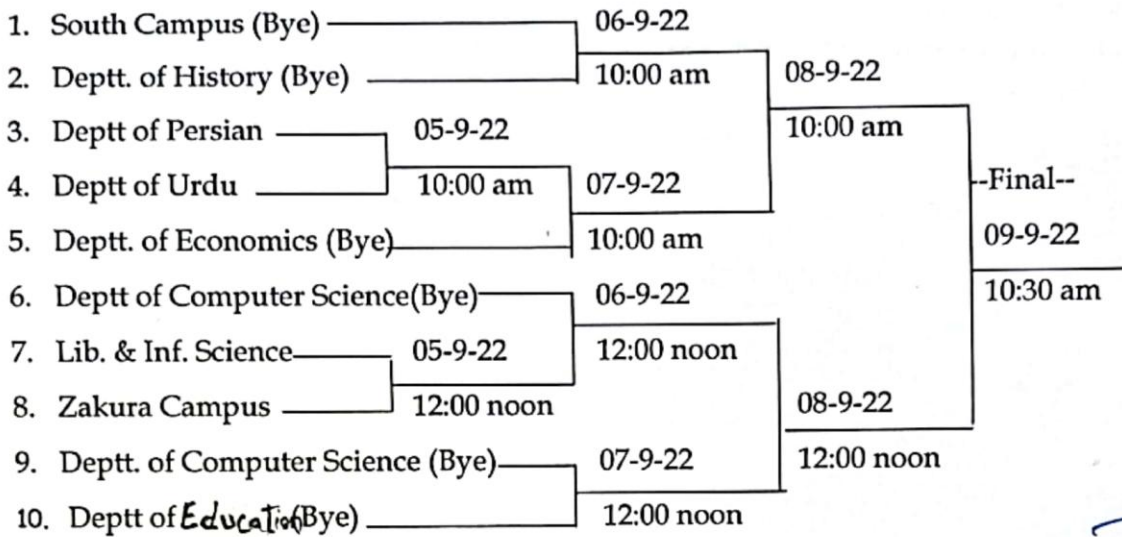 1. South Campus (Bye)
06-9-22
2. Deptt. of History (Bye)
10:00 am
08-9-22
3. Deptt of Persian
05-9-22
10:00 am
4. Deptt of Urdu
10:00 am
07-9-22
--Final--
5. Deptt. of Economics (Bye)
10:00 am
09-9-22
6. Deptt of Computer Science(Bye)
06-9-22
10:30 am
7. Lib. & Inf. Science
05-9-22
12:00 noon
8. Zakura Campus
12:00 noon
08-9-22
9. Deptt. of Computer Science (Bye)
07-9-22
12:00 noon
10. Deptt of Education(Bye)
12:00 noon